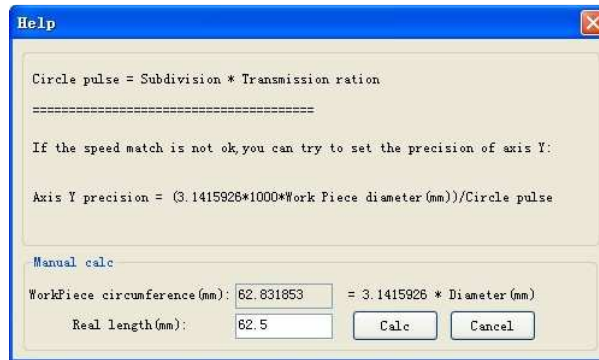 Help
Circle pulse = Subdivision * Transmission ration
=======================================
If the speed match is not ok,you can try to set the precision of axis Y:
Axis Y precision = (3.1415926*1000*Work Piece diameter(mm))/Circle pulse
Manual calc
WorkPiece circumference(mm): 62.831853 = 3.1415926 * Diameter(mm)
Real length(mm): 62.5 Calc Cancel